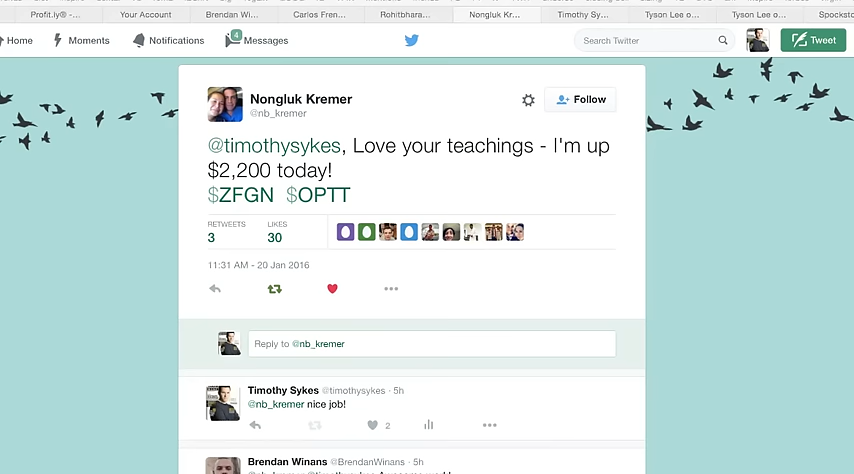 Profit.ly® -...
Your Account
Brendan Wi...
Carlos Fren...
Rohitbhara...
Nongluk Kr...
Timothy Sy...
Tyson Lee o...
Tyson Lee o...
Spocksto
Home
Moments
Notifications
4
Messages
Search Twitter
Tweet
Nongluk Kremer
@nb_kremer
Follow
@timothysykes, Love your teachings - I'm up
$2,200 today!
$ZFGN $OPTT
RETWEETS
3
LIKES
30
11:31 AM - 20 Jan 2016
Reply to @nb_kremer
Timothy Sykes @timothysykes · 5h
@nb_kremer nice job!
2
Brendan Winans @BrendanWinans · 5h